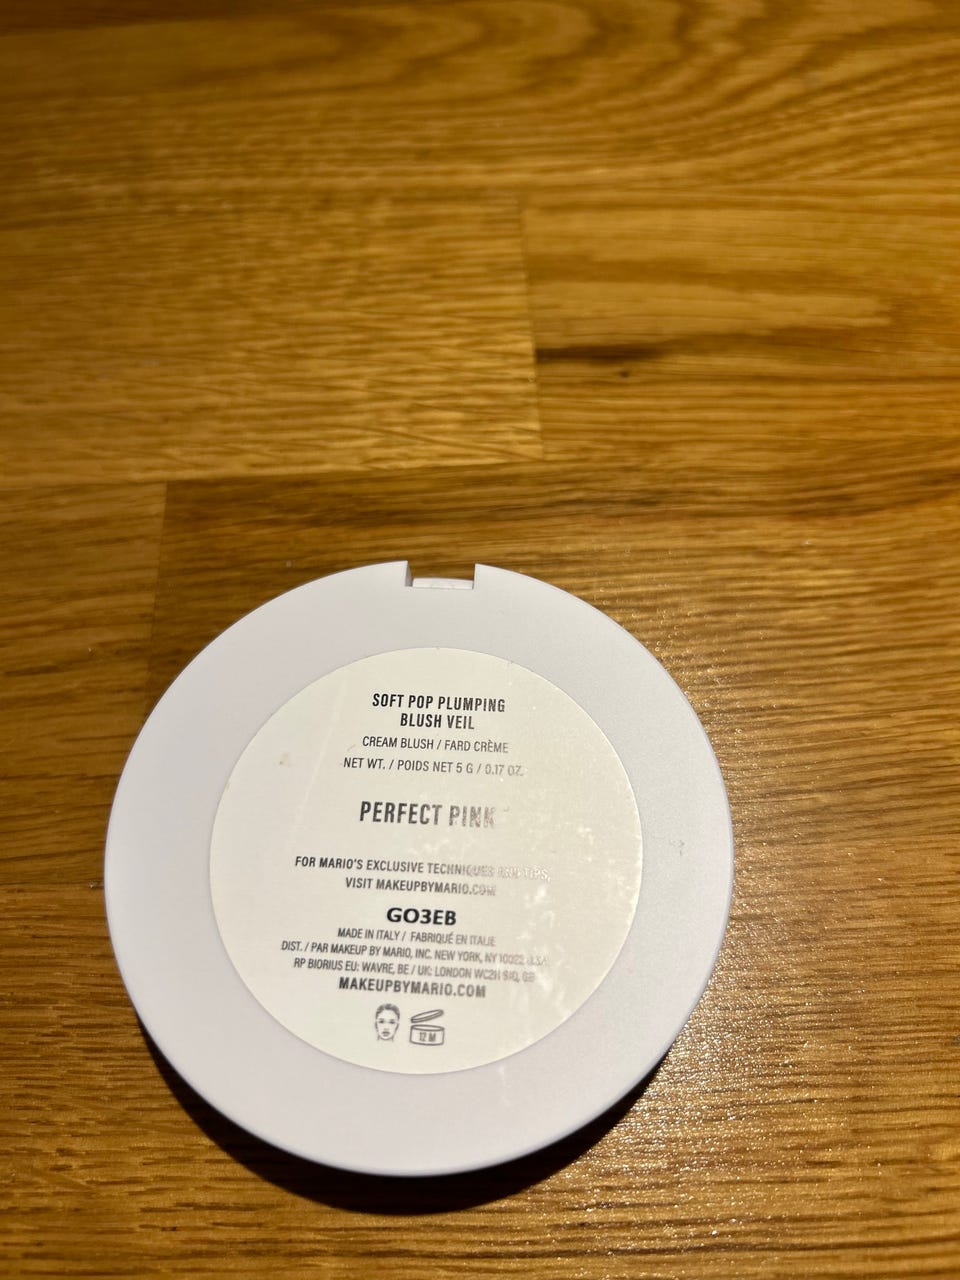 SOFT POP PLUMPING
BLUSH VEIL
CREAM BLUSH / FARD CRÈME
NET WT. / POIDS NET 5 G / 0.17 OZ.
PERFECT PINK
FOR MARIO'S EXCLUSIVE TECHNIQUES AND TIPS,
VISIT MAKEUPBYMARIO.COM
GO3EB
MADE IN ITALY / FABRIQUÉ EN ITALIE
DIST. / PAR MAKEUP BY MARIO, INC. NEW YORK, NY 10022 U.S.A.
RP BIORIUS EU: WAVRE, BE / UK: LONDON WC2H 9JQ, GB
MAKEUPBYMARIO.COM
12 M